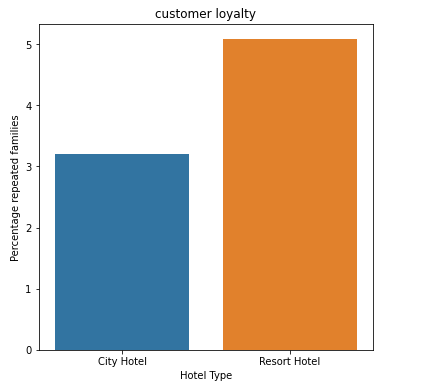 customer loyalty
Percentage repeated families
5
4
3
2
1
0
City Hotel
Resort Hotel
Hotel Type